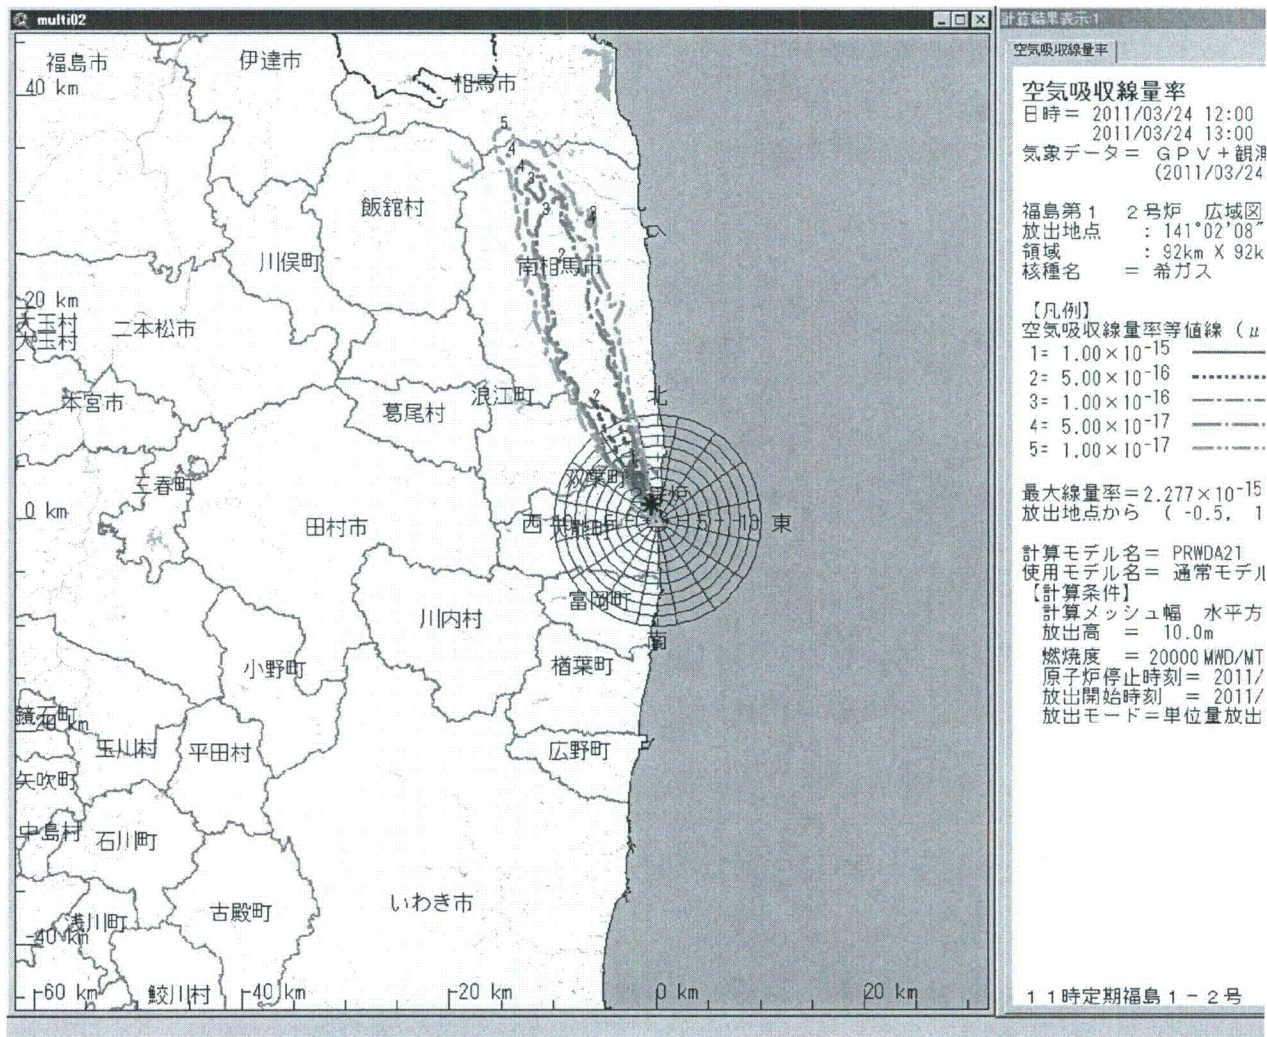 multi02
福島市
伊達市
相馬市
40 km
飯舘村
川俣町
南相馬市
20 km
大玉村
大玉村
二本松市
本宮市
葛尾村
浪江町
北
三春町
双葉町
0 km
田村市
西
東
富岡町
川内村
南
小野町
楢葉町
鏡石町
-20 km
玉川村
平田村
広野町
矢吹町
中島村
石川町
いわき市
浅川町
古殿町
-40 km
鮫川村
-60 km
-40 km
-20 km
0 km
20 km
計算結果表示-1
空気吸収線量率
空気吸収線量率
日時= 2011/03/24 12:00
2011/03/24 13:00
気象データ= GPV+観測
(2011/03/24
福島第1 2号炉 広域図
放出地点 : 141°02'08"
領域 : 92km X 92k
核種名 = 希ガス
【凡例】
空気吸収線量率等値線 (μ
1= 1.00×10-15
2= 5.00×10-16
3= 1.00×10-16
4= 5.00×10-17
5= 1.00×10-17
最大線量率=2.277×10-15
放出地点から ( -0.5, 1
計算モデル名= PRWDA21
使用モデル名= 通常モデル
【計算条件】
計算メッシュ幅 水平方
放出高 = 10.0m
燃焼度 = 20000MWD/MT
原子炉停止時刻= 2011/
放出開始時刻 = 2011/
放出モード=単位量放出
11時定期福島1-2号